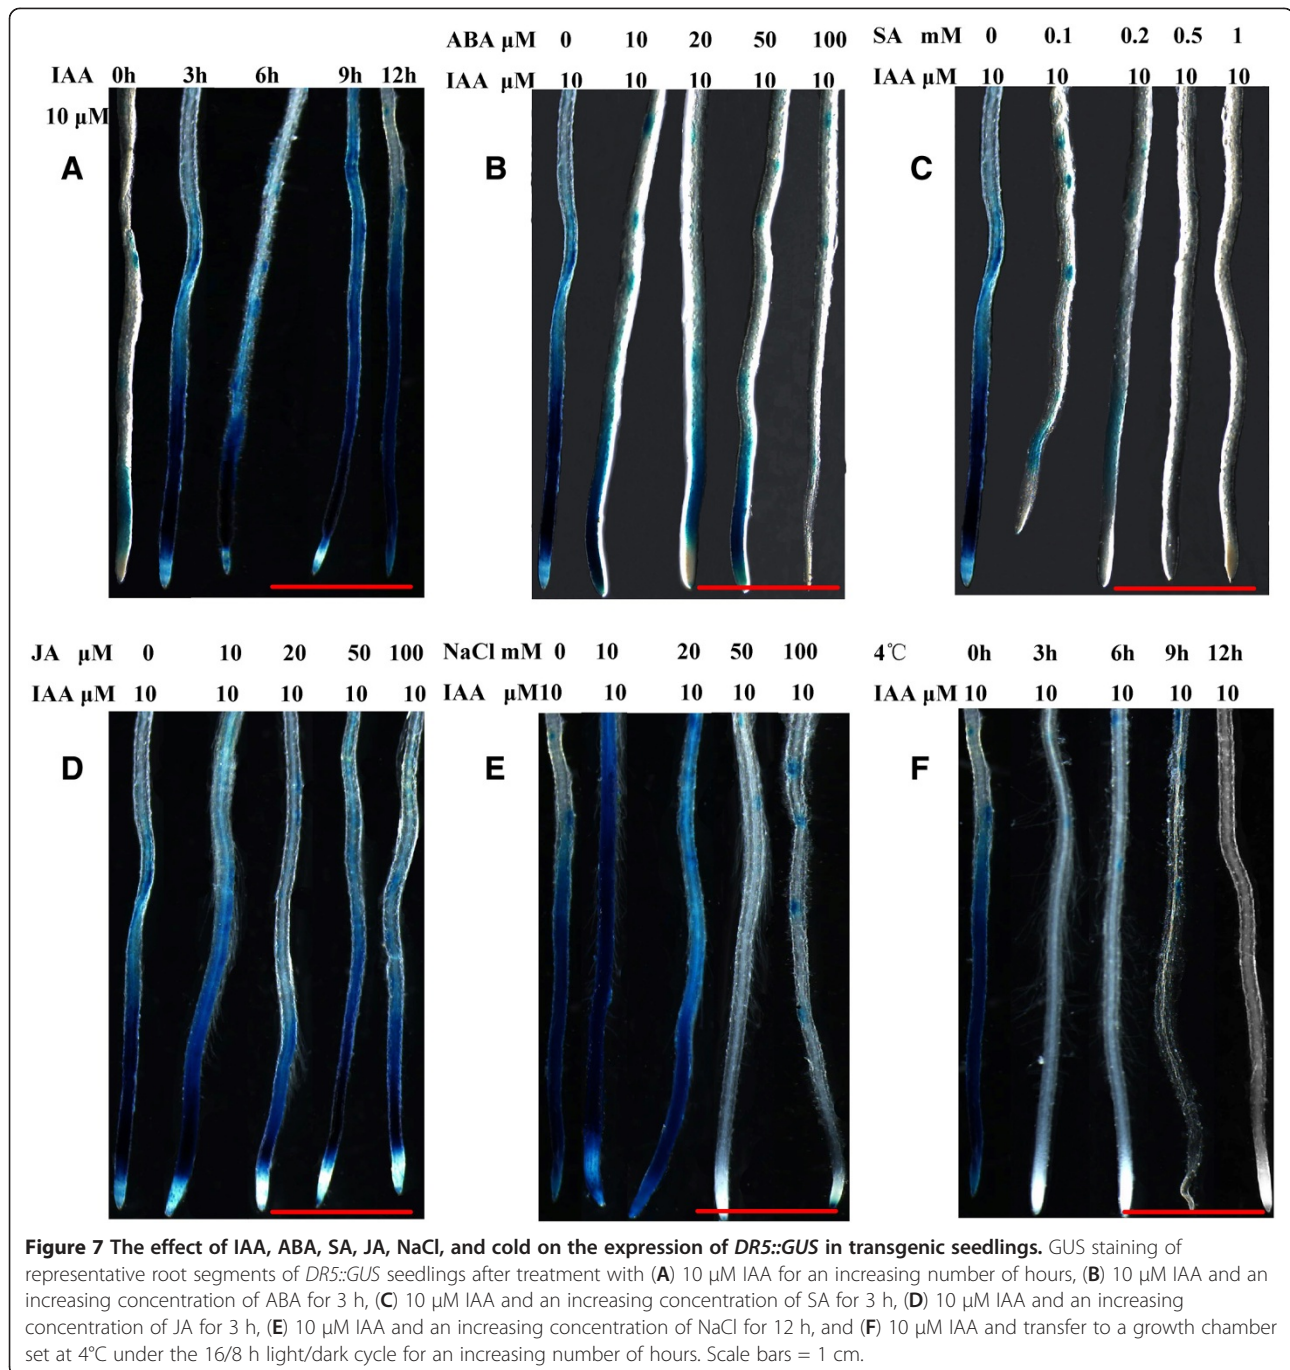 IAA 0h 3h 6h 9h 12h
10 μM
A
ABA μM 0 10 20 50 100
IAA μM 10 10 10 10 10
B
SA mM 0 0.1 0.2 0.5 1
IAA μM 10 10 10 10 10
C
JA μM 0 10 20 50 100
IAA μM 10 10 10 10 10
D
NaCl mM 0 10 20 50 100
IAA μM 10 10 10 10 10
E
4℃ 0h 3h 6h 9h 12h
IAA μM 10 10 10 10 10
F
Figure 7 The effect of IAA, ABA, SA, JA, NaCl, and cold on the expression of DR5::GUS in transgenic seedlings. GUS staining of
representative root segments of DR5::GUS seedlings after treatment with (A) 10 μM IAA for an increasing number of hours, (B) 10 μM IAA and an
increasing concentration of ABA for 3 h, (C) 10 μM IAA and an increasing concentration of SA for 3 h, (D) 10 μM IAA and an increasing
concentration of JA for 3 h, (E) 10 μM IAA and an increasing concentration of NaCl for 12 h, and (F) 10 μM IAA and transfer to a growth chamber
set at 4°C under the 16/8 h light/dark cycle for an increasing number of hours. Scale bars = 1 cm.